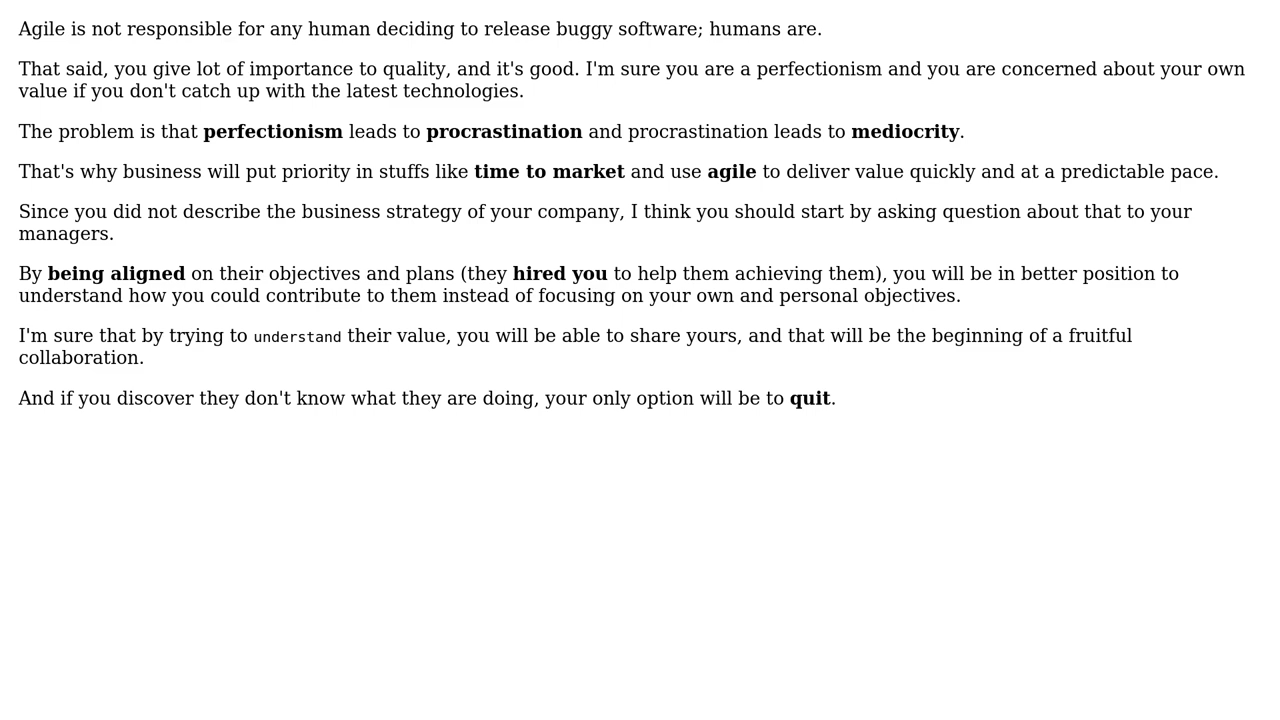 Agile is not responsible for any human deciding to release buggy software; humans are.
That said, you give lot of importance to quality, and it's good. I'm sure you are a perfectionism and you are concerned about your own
value if you don't catch up with the latest technologies.
The problem is that perfectionism leads to procrastination and procrastination leads to mediocrity.
That's why business will put priority in stuffs like time to market and use agile to deliver value quickly and at a predictable pace.
Since you did not describe the business strategy of your company, I think you should start by asking question about that to your
managers.
By being aligned on their objectives and plans (they hired you to help them achieving them), you will be in better position to
understand how you could contribute to them instead of focusing on your own and personal objectives.
I'm sure that by trying to understand their value, you will be able to share yours, and that will be the beginning of a fruitful
collaboration.
And if you discover they don't know what they are doing, your only option will be to quit.